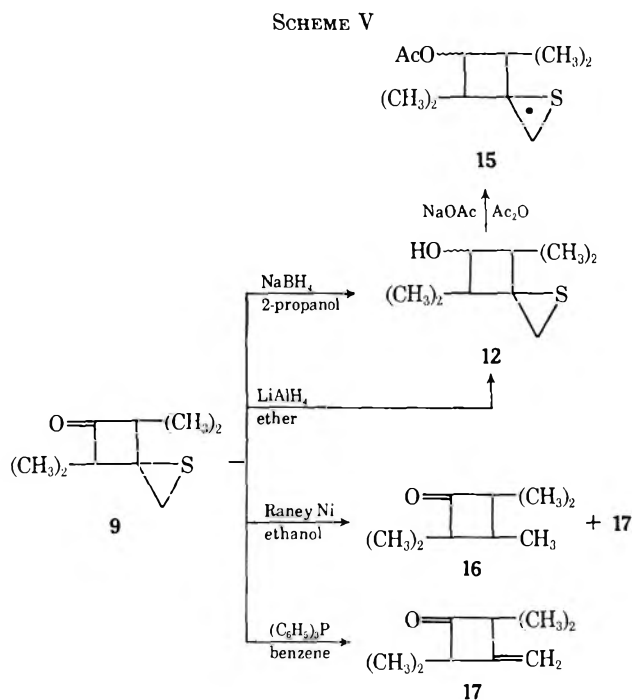 SCHEME V
AcO (CH₃)₂
(CH₃)₂ S
15
NaOAc Ac₂O
HO (CH₃)₂
NaBH₄
2-propanol
(CH₃)₂ S
12
LiAlH₄
ether
O (CH₃)₂
(CH₃)₂ S
9
Raney Ni
ethanol
O (CH₃)₂
(CH₃)₂ CH₃ + 17
16
(C₆H₅)₃P
benzene
O (CH₃)₂
(CH₃)₂ CH₂
17